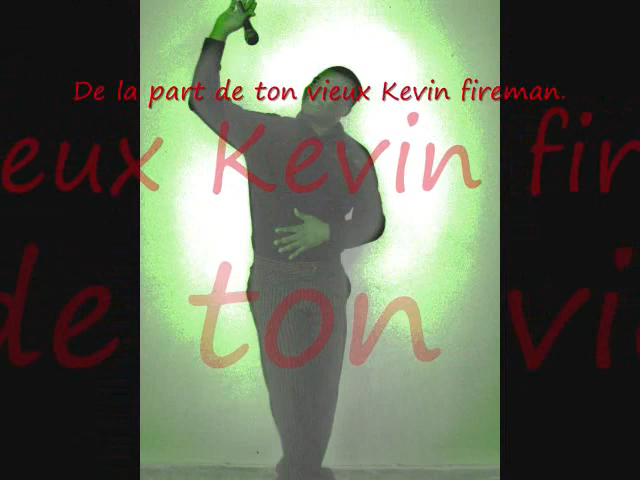 De la part de ton vieux Kevin fireman.
eux Kevin fir
de ton vi